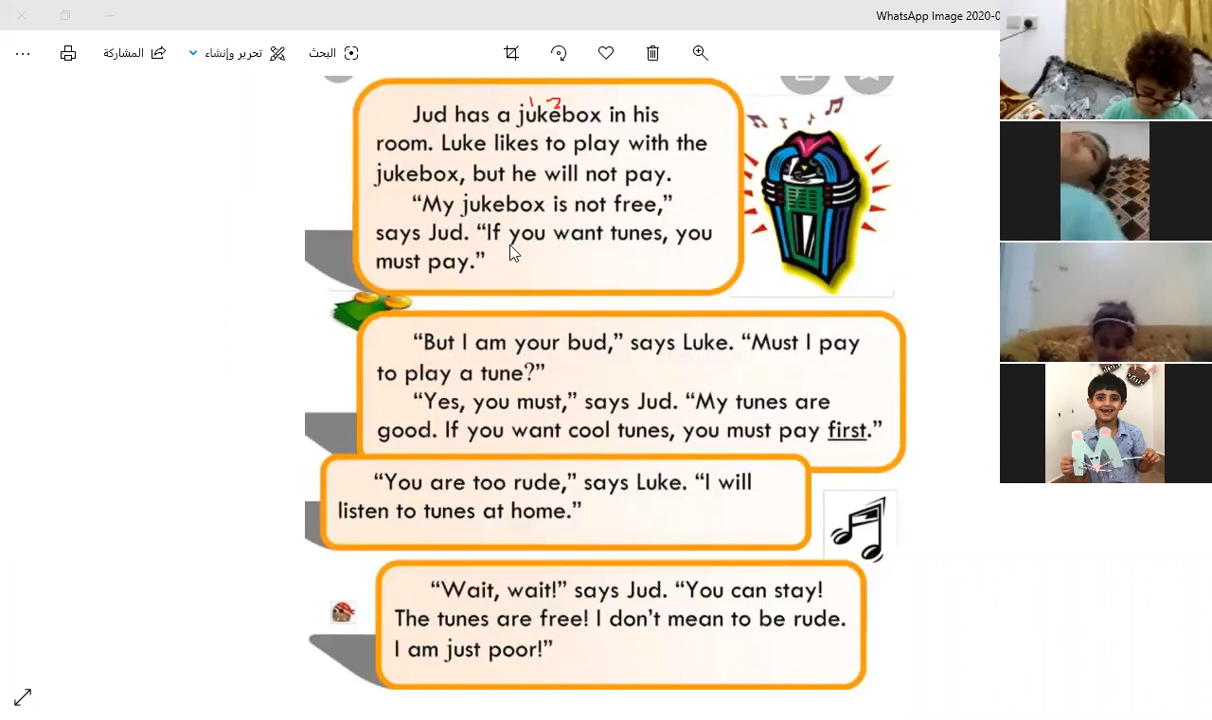 WhatsApp Image 2020-0
المشاركة
تحرير وإنشاء
البحث
1 2
Jud has a jukebox in his
room. Luke likes to play with the
jukebox, but he will not pay.
“My jukebox is not free,”
says Jud. “If you want tunes, you
must pay.”
“But I am your bud,” says Luke. “Must I pay
to play a tune?”
“Yes, you must,” says Jud. “My tunes are
good. If you want cool tunes, you must pay first.”
“You are too rude,” says Luke. “I will
listen to tunes at home.”
“Wait, wait!” says Jud. “You can stay!
The tunes are free! I don’t mean to be rude.
I am just poor!”